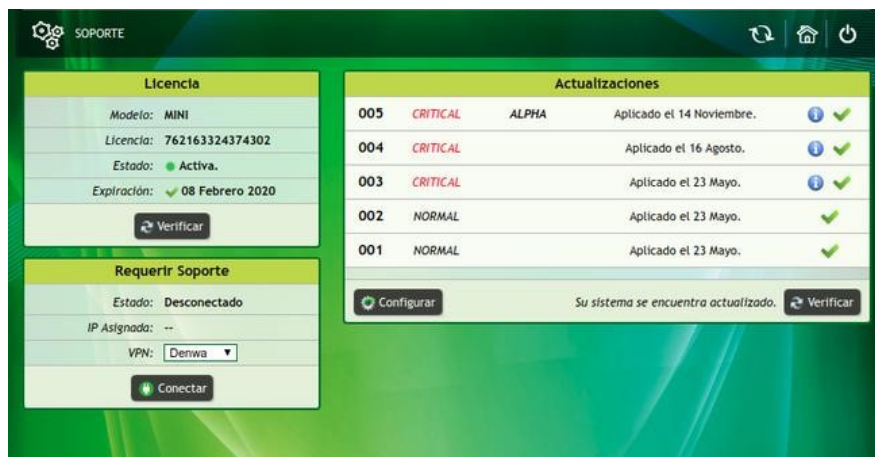 SOPORTE
Licencia
Modelo: MINI
Licencia: 762163324374302
Estado: Activa.
Expiración: 08 Febrero 2020
Verificar
Requerir Soporte
Estado: Desconectado
IP Asignada: --
VPN: Denwa
Conectar
Actualizaciones
005 CRITICAL ALPHA Aplicado el 14 Noviembre.
004 CRITICAL Aplicado el 16 Agosto.
003 CRITICAL Aplicado el 23 Mayo.
002 NORMAL Aplicado el 23 Mayo.
001 NORMAL Aplicado el 23 Mayo.
Configurar Su sistema se encuentra actualizado. Verificar